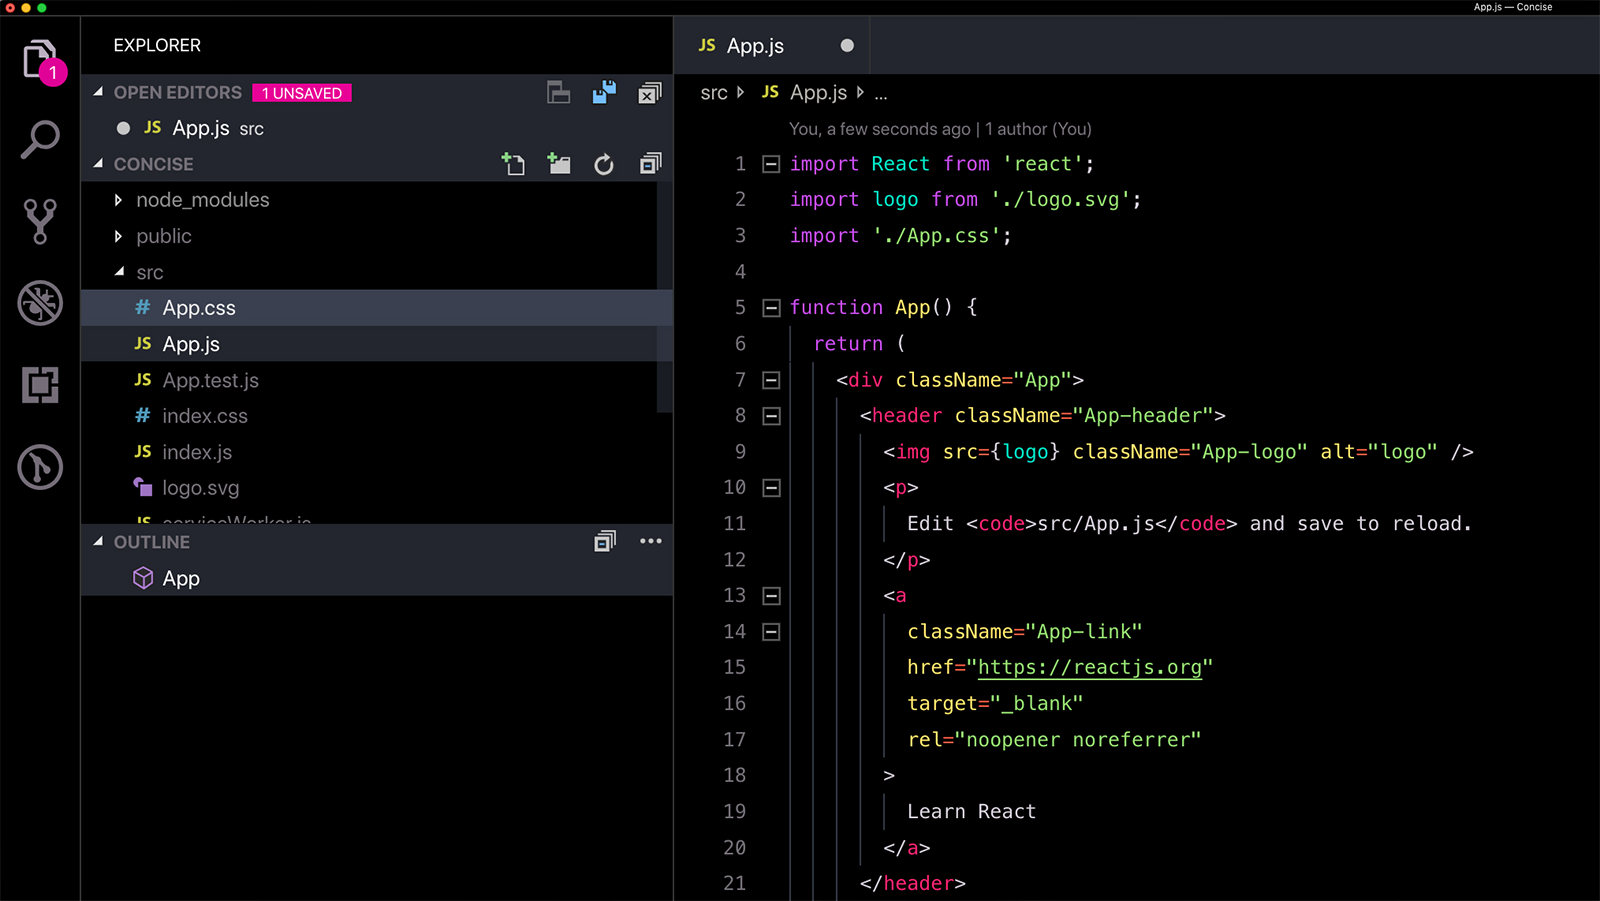 App.js — Concise
1
EXPLORER
OPEN EDITORS 1 UNSAVED
JS App.js src
CONCISE
node_modules
public
src
# App.css
JS App.js
JS App.test.js
# index.css
JS index.js
logo.svg
JS serviceWorker.js
OUTLINE
App
JS App.js
src JS App.js ...
You, a few seconds ago | 1 author (You)
1 import React from 'react';
2 import logo from './logo.svg';
3 import './App.css';
4
5 function App() {
6 return (
7 <div className="App">
8 <header className="App-header">
9 <img src={logo} className="App-logo" alt="logo" />
10 <p>
11 Edit <code>src/App.js</code> and save to reload.
12 </p>
13 <a
14 className="App-link"
15 href="https://reactjs.org"
16 target="_blank"
17 rel="noopener noreferrer"
18 >
19 Learn React
20 </a>
21 </header>